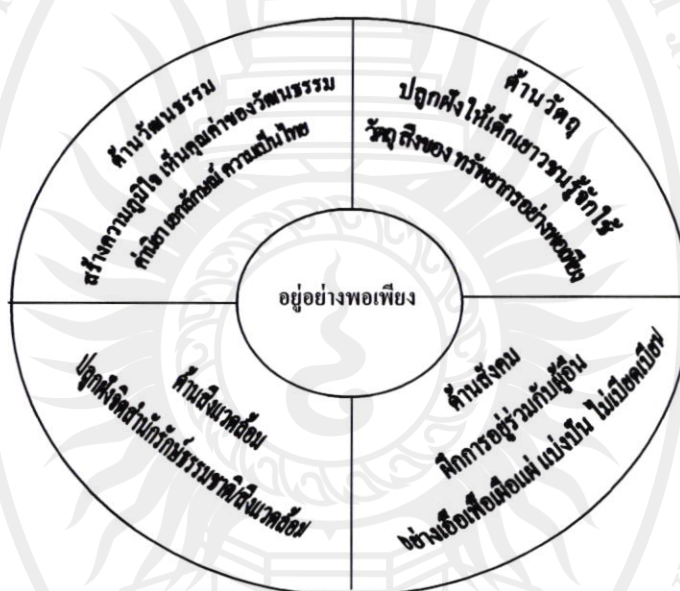 ด้านวัฒนธรรม
สร้างความภูมิใจ เห็นคุณค่าของวัฒนธรรม
ค่านิยา เอกลักษณ์ ความเป็นไทย
ด้านวัตถุ
ปลูกฝังให้เด็กเยาวชนรู้จักใช้
วัตถุ สิ่งของ ทรัพยากรอย่างพอเพียง
อยู่อย่างพอเพียง
ด้านสิ่งแวดล้อม
ปลูกฝังจิตสำนักรักษ์ธรรมชาติ/สิ่งแวดล้อม
ด้านสังคม
ฝึกการอยู่ร่วมกับผู้อื่น
อย่างเอื้อเฟื้อเผื่อแผ่ แบ่งปัน ไม่เบียดเบียน